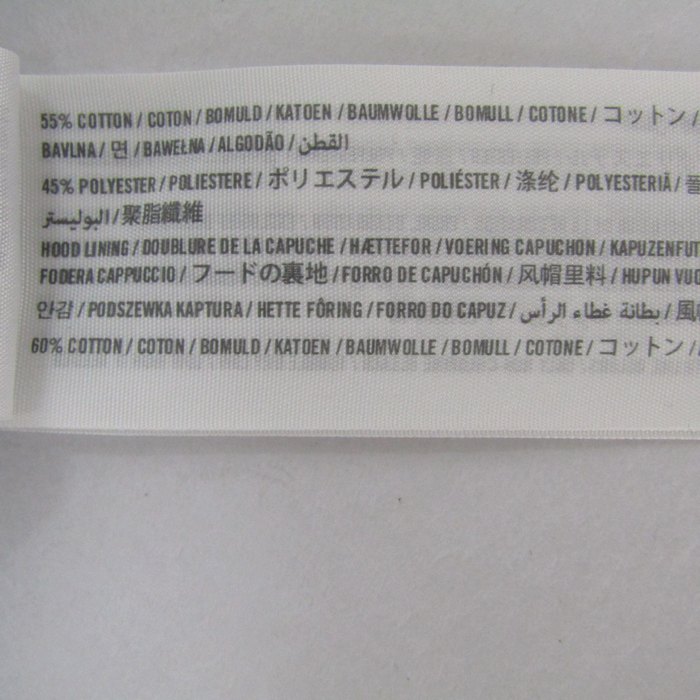 55% COTTON / COTON / BOMULD / KATOEN / BAUMWOLLE / BOMULL / COTONE / コットン /
BAVLNA / 면 / BAWEŁNA / ALGODÃO / القطن
45% POLYESTER / POLIESTERE / ポリエステル / POLIÉSTER / 涤纶 / POLYESTERIÄ /
البوليستر / 聚脂纖維
HOOD LINING / DOUBLURE DE LA CAPUCHE / HÆTTEFOR / VOERING CAPUCHON / KAPUZENFUT
FODERA CAPPUCCIO / フードの裏地 / FORRO DE CAPUCHÓN / 风帽里料 / HUPUN VUO
안감 / PODSZEWKA KAPTURA / HETTE FÔRING / FORRO DO CAPUZ / بطانة غطاء الرأس / 風
60% COTTON / COTON / BOMULD / KATOEN / BAUMWOLLE / BOMULL / COTONE / コットン /